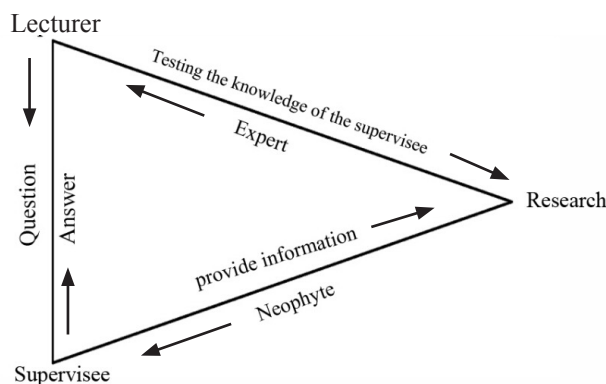 Lecturer
Testing the knowledge of the supervisee
Expert
Question
Answer
Research
provide information
Neophyte
Supervisee